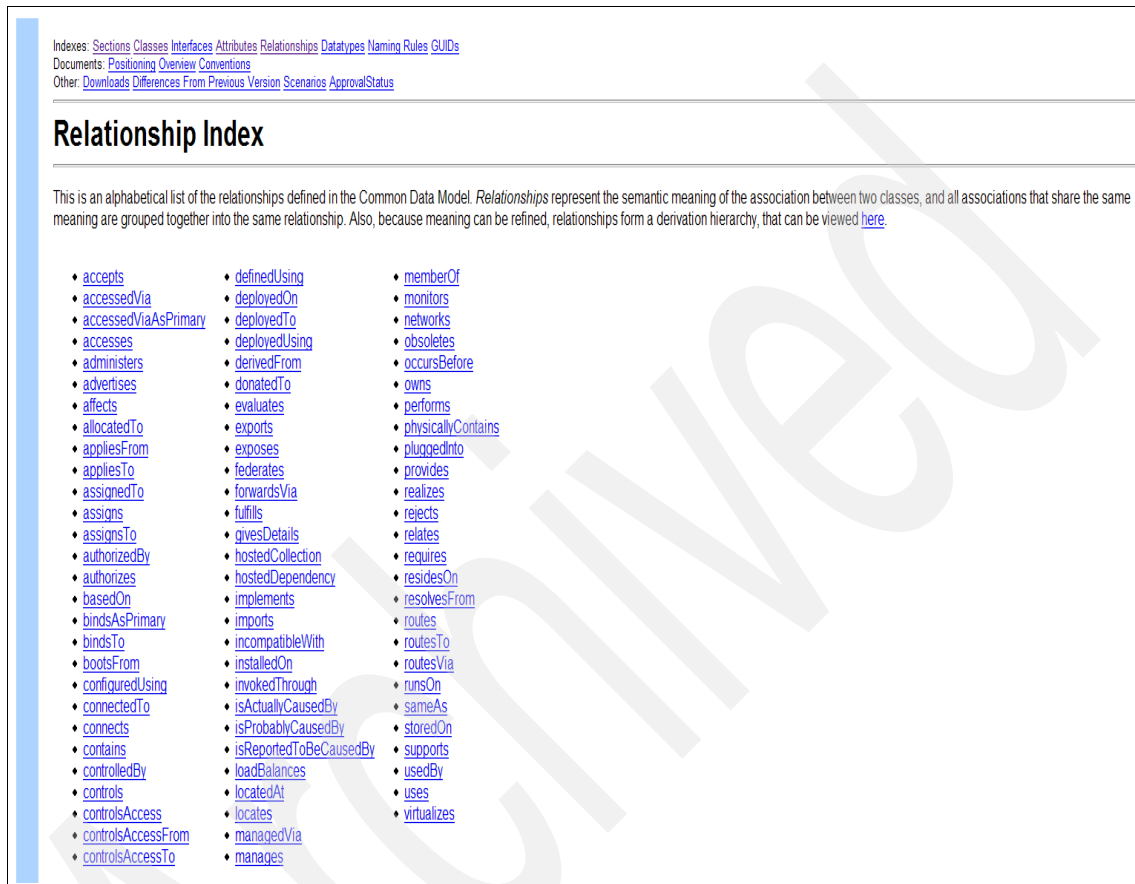 Indexes: Sections Classes Interfaces Attributes Relationships Datatypes Naming Rules GUIDs
Documents: Positioning Overview Conventions
Other: Downloads Differences From Previous Version Scenarios ApprovalStatus
Relationship Index
This is an alphabetical list of the relationships defined in the Common Data Model. Relationships represent the semantic meaning of the association between two classes, and all associations that share the same
meaning are grouped together into the same relationship. Also, because meaning can be refined, relationships form a derivation hierarchy, that can be viewed here.
accepts
accessedVia
accessedViaAsPrimary
accesses
administers
advertises
affects
allocatedTo
appliesFrom
appliesTo
assignedTo
assigns
assignsTo
authorizedBy
authorizes
basedOn
bindsAsPrimary
bindsTo
bootsFrom
configuredUsing
connectedTo
connects
contains
controlledBy
controls
controlsAccess
controlsAccessFrom
controlsAccessTo
definedUsing
deployedOn
deployedTo
deployedUsing
derivedFrom
donatedTo
evaluates
exports
exposes
federates
forwardsVia
fulfills
givesDetails
hostedCollection
hostedDependency
implements
imports
incompatibleWith
installedOn
invokedThrough
isActuallyCausedBy
isProbablyCausedBy
isReportedToBeCausedBy
loadBalances
locatedAt
locates
managedVia
manages
memberOf
monitors
networks
obsoletes
occursBefore
owns
performs
physicallyContains
pluggedInto
provides
realizes
rejects
relates
requires
residesOn
resolvesFrom
routes
routesTo
routesVia
runsOn
sameAs
storedOn
supports
usedBy
uses
virtualizes
Archived